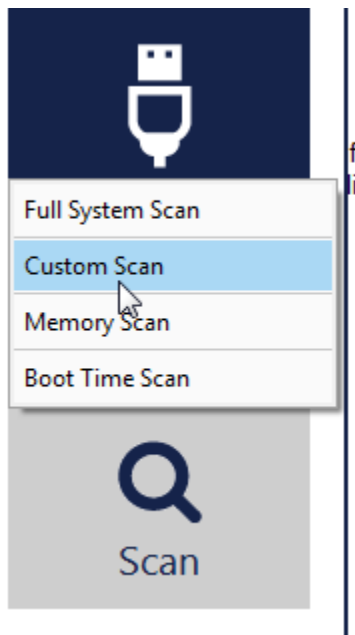 Full System Scan
Custom Scan
Memory Scan
Boot Time Scan
Scan